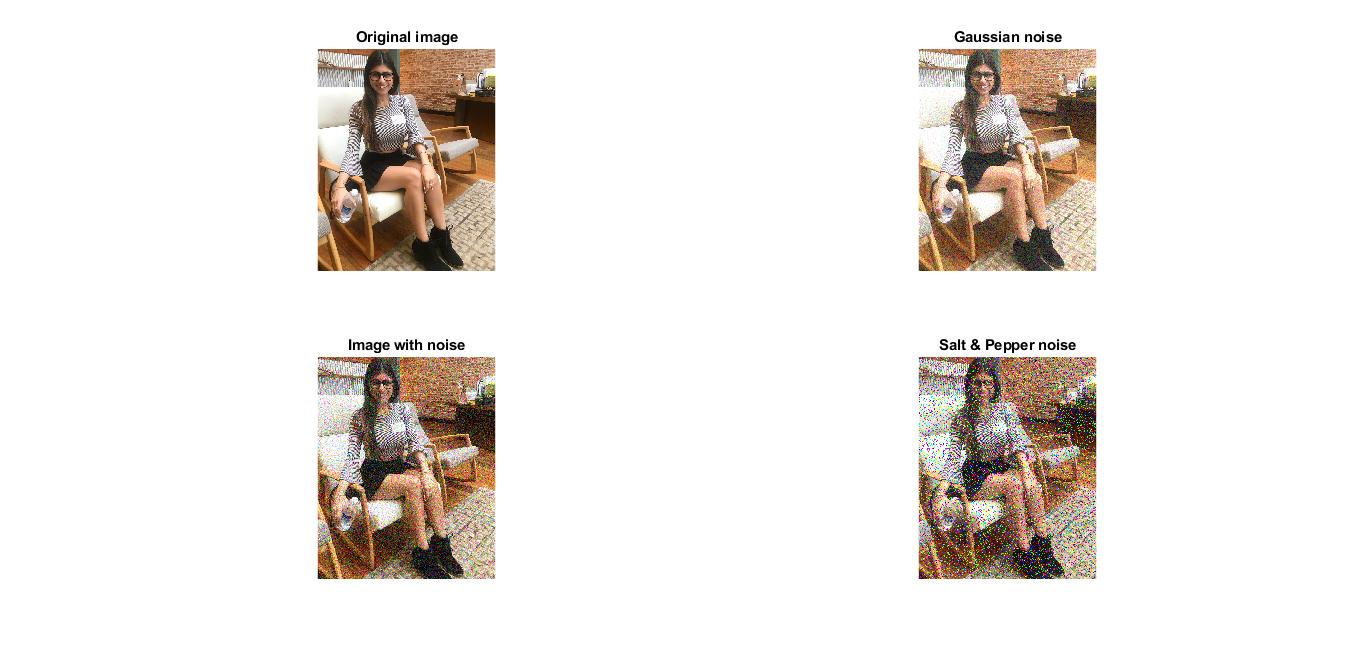 Original image
Gaussian noise
Image with noise
Salt & Pepper noise